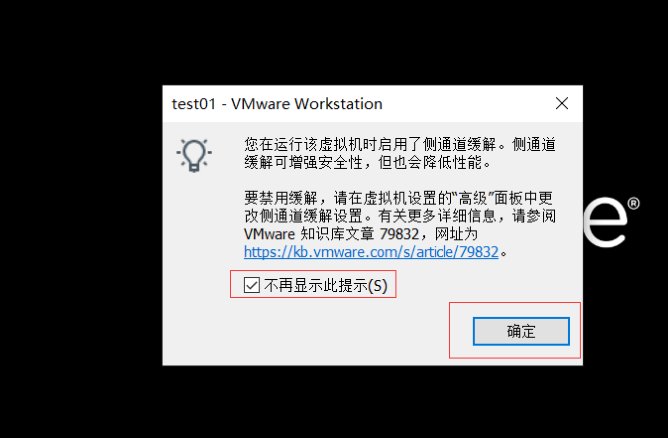 test01 - VMware Workstation
您在运行该虚拟机时启用了侧通道缓解。侧通道
缓解可增强安全性，但也会降低性能。
要禁用缓解，请在虚拟机设置的“高级”面板中更
改侧通道缓解设置。有关更多详细信息，请参阅
VMware 知识库文章 79832，网址为
https://kb.vmware.com/s/article/79832。
e®
不再显示此提示(S)
确定